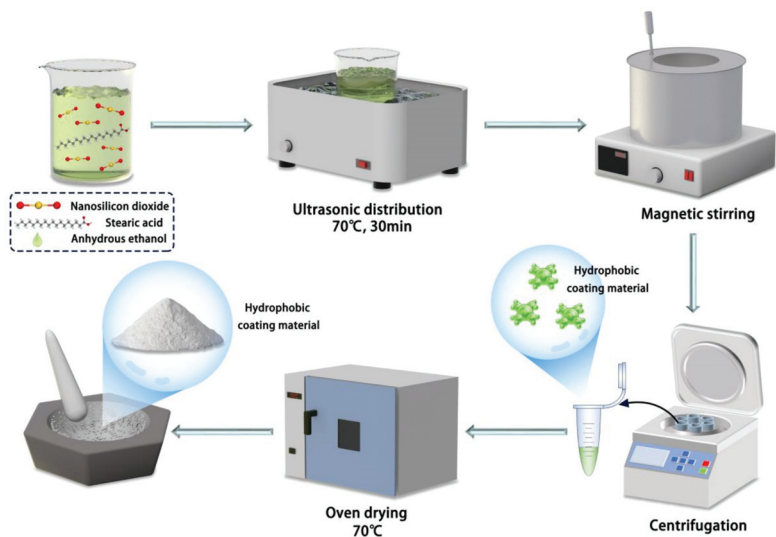 Nanosilicon dioxide
Stearic acid
Anhydrous ethanol
Ultrasonic distribution
70℃, 30min
Magnetic stirring
Hydrophobic
coating material
Hydrophobic
coating material
Oven drying
70℃
Centrifugation